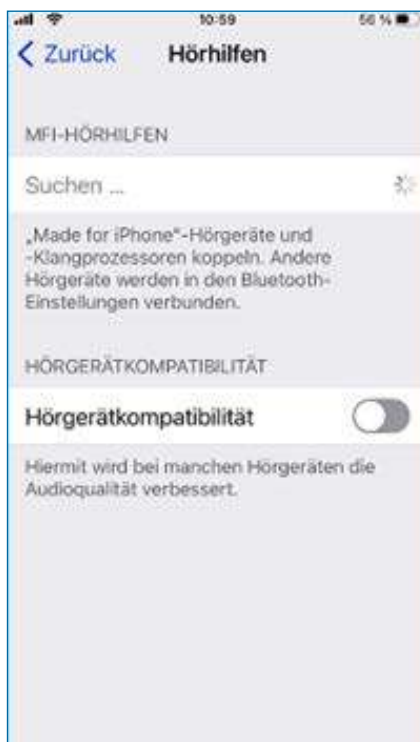 10:59
56 %
Zurück
Hörhilfen
MFI-HÖRHILFEN
Suchen ...
„Made for iPhone“-Hörgeräte und
-Klangprozessoren koppeln. Andere
Hörgeräte werden in den Bluetooth-
Einstellungen verbunden.
HÖRGERÄTKOMPATIBILITÄT
Hörgerätkompatibilität
Hiermit wird bei manchen Hörgeräten die
Audioqualität verbessert.